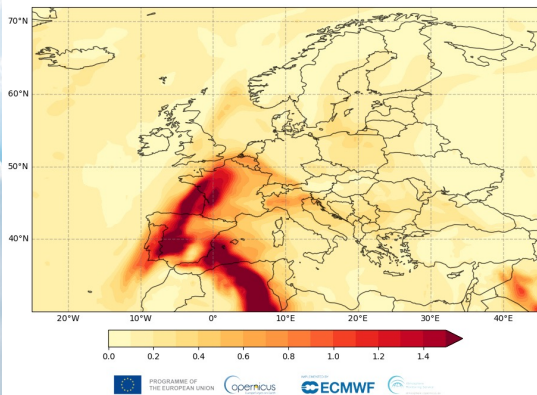 70°N
60°N
50°N
40°N
20°W 10°W 0° 10°E 20°E 30°E 40°E
0.0 0.2 0.4 0.6 0.8 1.0 1.2 1.4
PROGRAMME OF
THE EUROPEAN UNION
opernicus
ECMWF